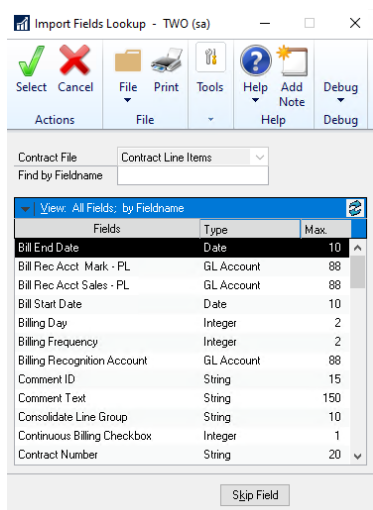 Import Fields Lookup - TWO (sa)
Select Cancel File Print Tools Help Add Note Debug
Actions File Help Debug
Contract File Contract Line Items
Find by Fieldname
View: All Fields; by Fieldname
Fields Type Max.
Bill End Date Date 10
Bill Rec Acct Mark - PL GL Account 88
Bill Rec Acct Sales - PL GL Account 88
Bill Start Date Date 10
Billing Day Integer 2
Billing Frequency Integer 2
Billing Recognition Account GL Account 88
Comment ID String 15
Comment Text String 150
Consolidate Line Group String 10
Continuous Billing Checkbox Integer 1
Contract Number String 20
Skip Field